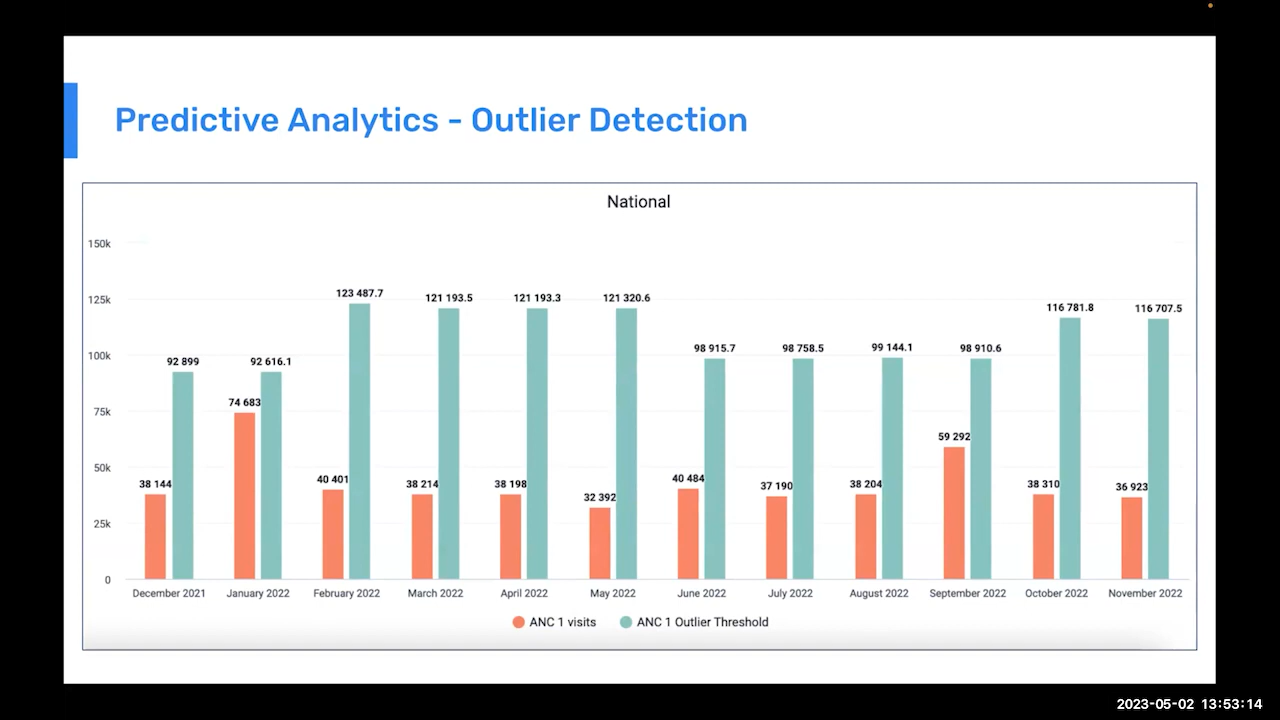 Predictive Analytics - Outlier Detection
National
150k
125k
100k
75k
50k
25k
0
38 144
92 899
74 683
92 616.1
40 401
123 487.7
38 214
121 193.5
38 198
121 193.3
32 392
121 320.6
40 484
98 915.7
37 190
98 758.5
38 204
99 144.1
59 292
98 910.6
38 310
116 781.8
36 923
116 707.5
December 2021
January 2022
February 2022
March 2022
April 2022
May 2022
June 2022
July 2022
August 2022
September 2022
October 2022
November 2022
ANC 1 visits
ANC 1 Outlier Threshold
2023-05-02 13:53:14